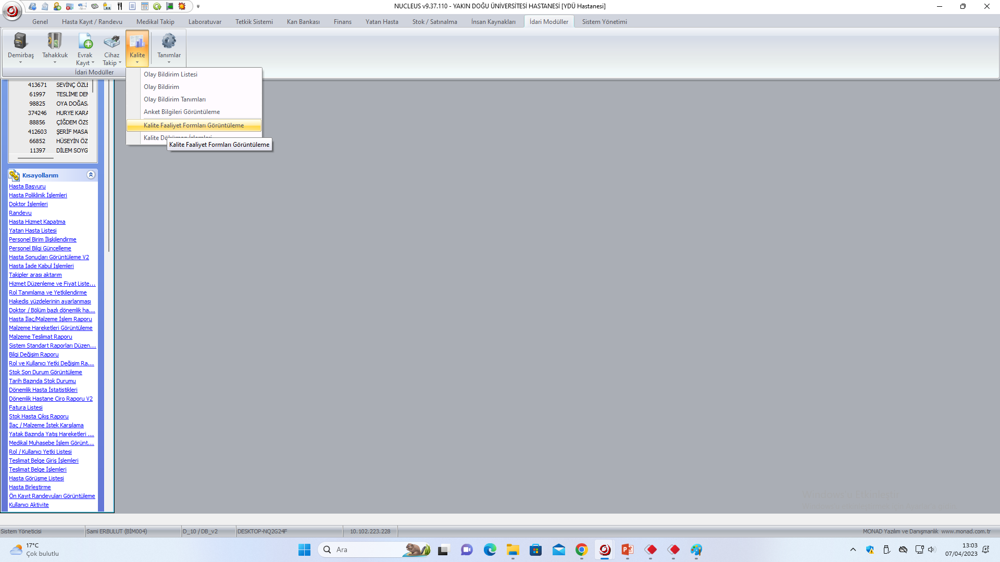 NUCLEUS v9.37.110 - YAKIN DOĞU ÜNİVERSİTESİ HASTANESİ [YDÜ Hastanesi]
Genel
Hasta Kayıt / Randevu
Medikal Takip
Laboratuvar
Tetkik Sistemi
Kan Bankası
Finans
Yatan Hasta
Stok / Satınalma
İnsan Kaynakları
İdari Modüller
Sistem Yönetimi
Demirbaş
Tahakkuk
Evrak
Kayıt
Cihaz
Takip
Kalite
Tanımlar
İdari Modüller
Olay Bildirim Listesi
Olay Bildirim
Olay Bildirim Tanımları
Anket Bilgileri Görüntüleme
Kalite Faaliyet Formları Görüntüleme
Kalite Döküman İşlemleri
Kalite Faaliyet Formları Görüntüleme
413671 SEVİNÇ ÖZLE
61997 TESLİME DEN
98825 OYA DOĞAS
374246 HURYE KARA
88856 ÇİĞDEM ÖZS
412603 ŞERİF MASA
66852 HÜSEYİN ÖZ
11397 DİLEM SOYG
Kısayollarım
Hasta Başvuru
Hasta Poliklinik İşlemleri
Doktor İşlemleri
Randevu
Hasta Hizmet Kapatma
Yatan Hasta Listesi
Personel Birim İlişkilendirme
Personel Bilgi Güncelleme
Hasta Sonuçları Görüntüleme V2
Hasta İade Kabul İşlemleri
Takipler arası aktarım
Hizmet Düzenleme ve Fiyat Liste...
Rol Tanımlama ve Yetkilendirme
Hakediş yüzdelerinin ayarlanması
Doktor / Bölüm bazlı dönemlik ha...
Hasta İlaç/Malzeme İşlem Raporu
Malzeme Hareketleri Görüntüleme
Malzeme Teslimat Raporu
Sistem Standart Raporları Düzen...
Bilgi Değişim Raporu
Rol ve Kullanıcı Yetki Değişim Ra...
Stok Son Durum Görüntüleme
Tarih Bazında Stok Durumu
Dönemlik Hasta İstatistikleri
Dönemlik Hastane Ciro Raporu V2
Fatura Listesi
Stok Hasta Çıkış Raporu
İlaç / Malzeme İstek Karşılama
Yatak Bazında Yatış Hareketleri ...
Medikal Muhasebe İşlem Görünt...
Rol / Kullanıcı Yetki Listesi
Teslimat Belge Giriş İşlemleri
Teslimat Belge İşlemleri
Hasta Görüşme Listesi
Hasta Birleştirme
Ön Kayıt Randevuları Görüntüleme
Kullanıcı Aktivite
Windows'u Etkinleştir
Sistem Yöneticisi
Sami ERBULUT (BİM004)
D_10 / DB_v2
DESKTOP-NQ2G24F
10.102.223.228
MONAD Yazılım ve Danışmanlık www.monad.com.tr
17°C
Çok bulutlu
Ara
13:03
07/04/2023